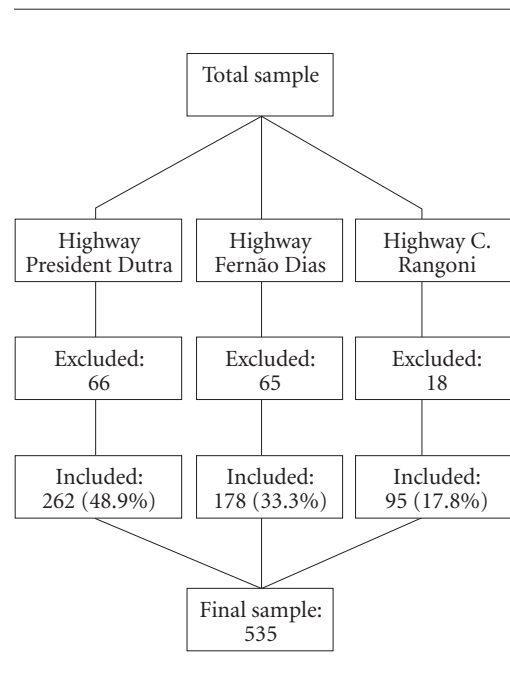 Total sample
Highway
President Dutra
Highway
Fernão Dias
Highway C.
Rangoni
Excluded:
66
Excluded:
65
Excluded:
18
Included:
262 (48.9%)
Included:
178 (33.3%)
Included:
95 (17.8%)
Final sample:
535